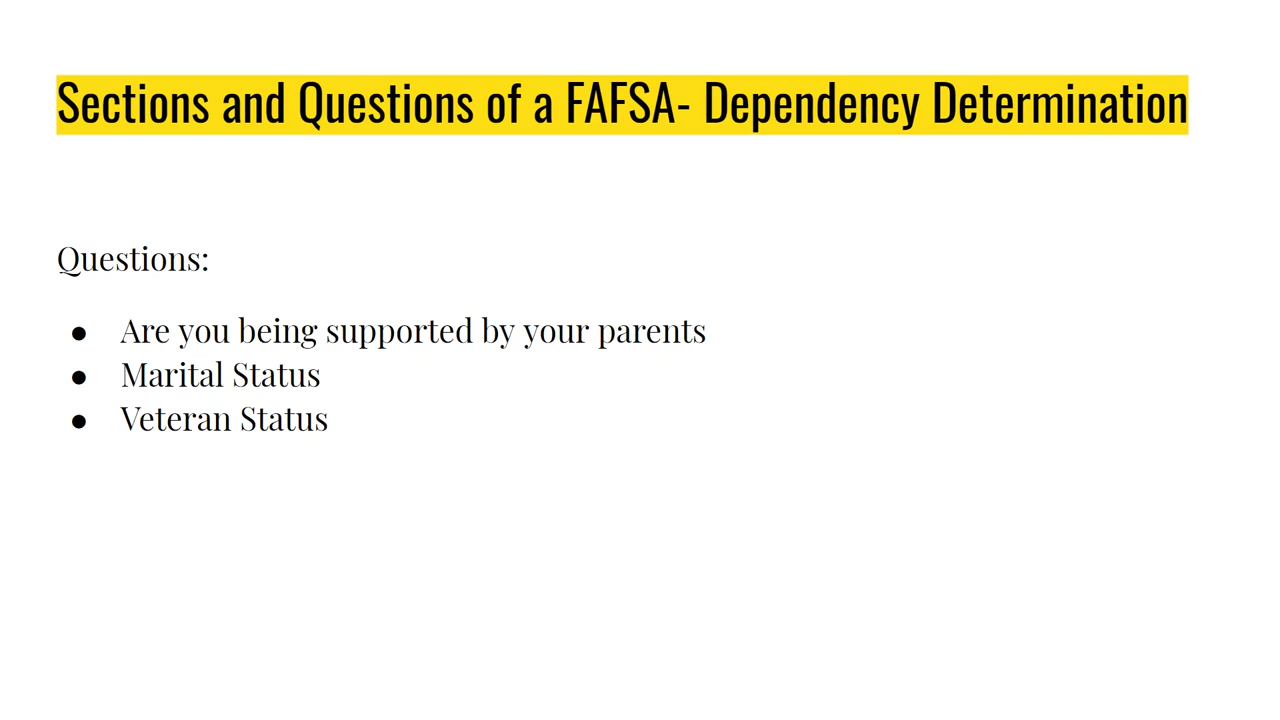 Sections and Questions of a FAFSA- Dependency Determination
Questions:
● Are you being supported by your parents
● Marital Status
● Veteran Status